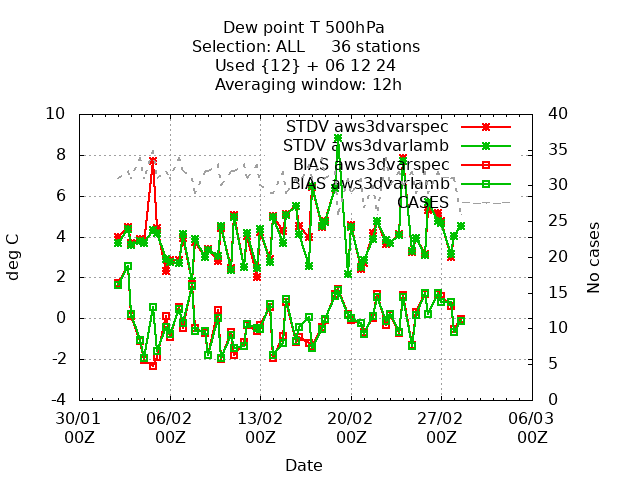 Dew point T 500hPa
Selection: ALL     36 stations
Used {12} + 06 12 24
Averaging window: 12h
10
8
6
4
2
0
-2
-4
deg C
40
35
30
25
20
15
10
5
0
No cases
STDV aws3dvarspec
STDV aws3dvarlamb
BIAS aws3dvarspec
BIAS aws3dvarlamb
CASES
30/01 06/02 13/02 20/02 27/02 06/03
00Z 00Z 00Z 00Z 00Z 00Z
Date